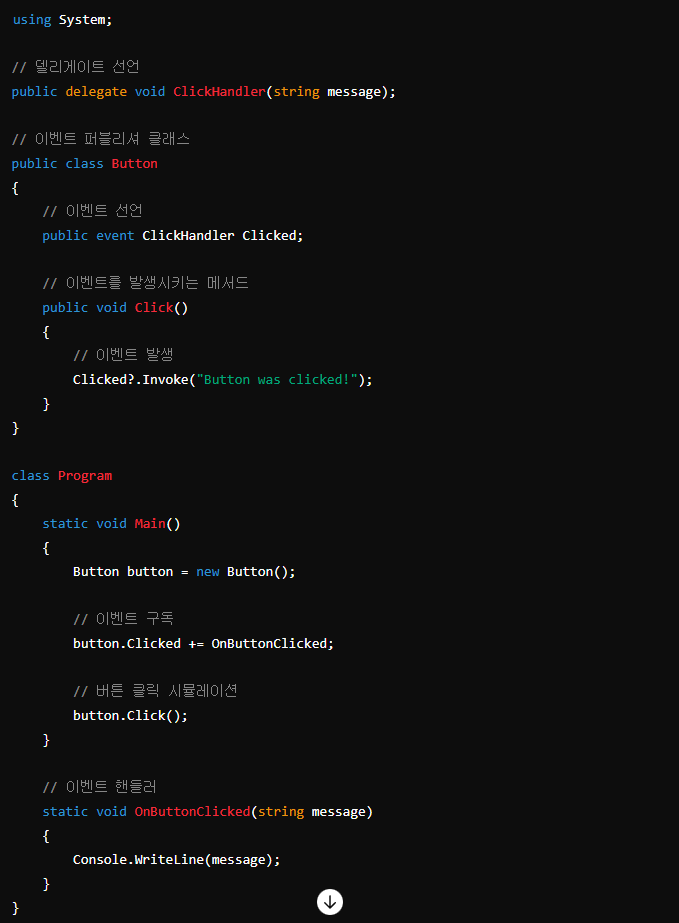 using System;
// 델리게이트 선언
public delegate void ClickHandler(string message);
// 이벤트 퍼블리셔 클래스
public class Button
{
// 이벤트 선언
public event ClickHandler Clicked;
// 이벤트를 발생시키는 메서드
public void Click()
{
// 이벤트 발생
Clicked?.Invoke("Button was clicked!");
}
}
class Program
{
static void Main()
{
Button button = new Button();
// 이벤트 구독
button.Clicked += OnButtonClicked;
// 버튼 클릭 시뮬레이션
button.Click();
}
// 이벤트 핸들러
static void OnButtonClicked(string message)
{
Console.WriteLine(message);
}
}